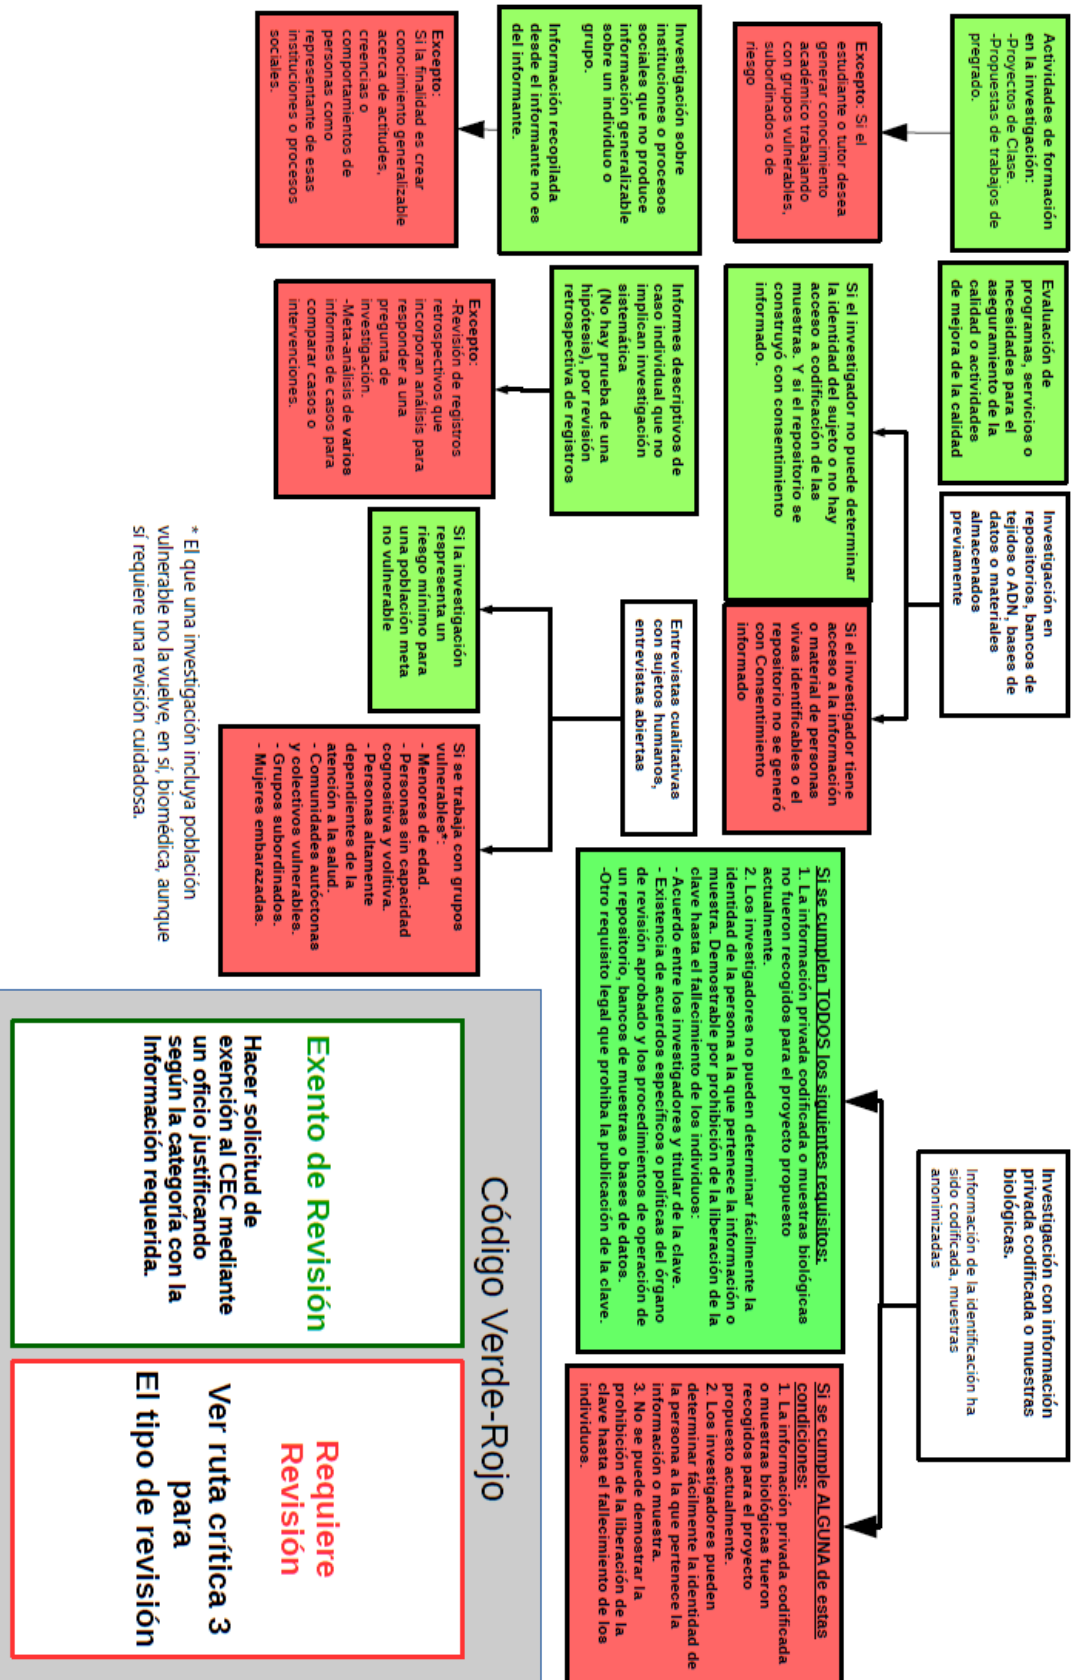 Actividades de formación
en la investigación:
-Proyectos de Clase.
-Propuestas de trabajos de
pregrado.
Excepto: Si el
estudiante o tutor desea
generar conocimiento
académico trabajando
con grupos vulnerables,
subordinados o de
riesgo
Investigación sobre
instituciones o procesos
sociales que no produce
información generalizable
sobre un individuo o
grupo.
Información recopilada
desde el informante no es
del informante.
Excepto:
Si la finalidad es crear
conocimiento generalizable
acerca de actitudes,
creencias o
comportamientos de
personas como
representante de esas
instituciones o procesos
sociales.
Evaluación de
programas, servicios o
necesidades para el
aseguramiento de la
calidad o actividades
de mejora de la calidad
Si el investigador no puede determinar
la identidad del sujeto o no hay
acceso a codificación de las
muestras. Y si el repositorio se
construyó con consentimiento
informado.
Informes descriptivos de
caso individual que no
implican investigación
sistemática
(No hay prueba de una
hipótesis), por revisión
retrospectiva de registros
Excepto:
-Revisión de registros
retrospectivos que
incorporan análisis para
responder a una
pregunta de
investigación.
-Meta-análisis de varios
informes de casos para
comparar casos o
intervenciones.
Investigación en
repositorios, bancos de
tejidos o ADN, bases de
datos o materiales
almacenados
previamente
Si el investigador tiene
acceso a la información
o material de personas
vivas identificables o el
repositorio no se generó
con Consentimiento
informado
Entrevistas cualitativas
con sujetos humanos,
entrevistas abiertas
Si la investigación
respresenta un
riesgo mínimo para
una población meta
no vulnerable
Si se trabaja con grupos
vulnerables*:
- Menores de edad.
- Personas sin capacidad
cognositiva y volitiva.
- Personas altamente
dependientes de la
atención a la salud.
- Comunidades autóctonas
y colectivos vulnerables.
- Grupos subordinados.
- Mujeres embarazadas.
* El que una investigación incluya población
vulnerable no la vuelve, en sí, biomédica, aunque
sí requiere una revisión cuidadosa.
Investigación con información
privada codificada o muestras
biológicas.
Información de la identificación ha
sido codificada, muestras
anonimizadas
Si se cumplen TODOS los siguientes requisitos:
1. La información privada codificada o muestras biológicas
no fueron recogidos para el proyecto propuesto
actualmente.
2. Los investigadores no pueden determinar fácilmente la
identidad de la persona a la que pertenece la información o
muestra. Demostrable por prohibición de la liberación de la
clave hasta el fallecimiento de los individuos:
- Acuerdo entre los investigadores y titular de la clave.
- Existencia de acuerdos específicos o políticas del órgano
de revisión aprobado y los procedimientos de operación de
un repositorio, bancos de muestras o bases de datos.
-Otro requisito legal que prohiba la publicación de la clave.
Si se cumple ALGUNA de estas
condiciones:
1. La información privada codificada
o muestras biológicas fueron
recogidos para el proyecto
propuesto actualmente.
2. Los investigadores pueden
determinar fácilmente la identidad de
la persona a la que pertenece la
información o muestra.
3. No se puede demostrar la
prohibición de la liberación de la
clave hasta el fallecimiento de los
individuos.
Código Verde-Rojo
Exento de Revisión
Hacer solicitud de
exención al CEC mediante
un oficio justificando
según la categoría con la
Información requerida.
Requiere
Revisión
Ver ruta crítica 3
para
El tipo de revisión